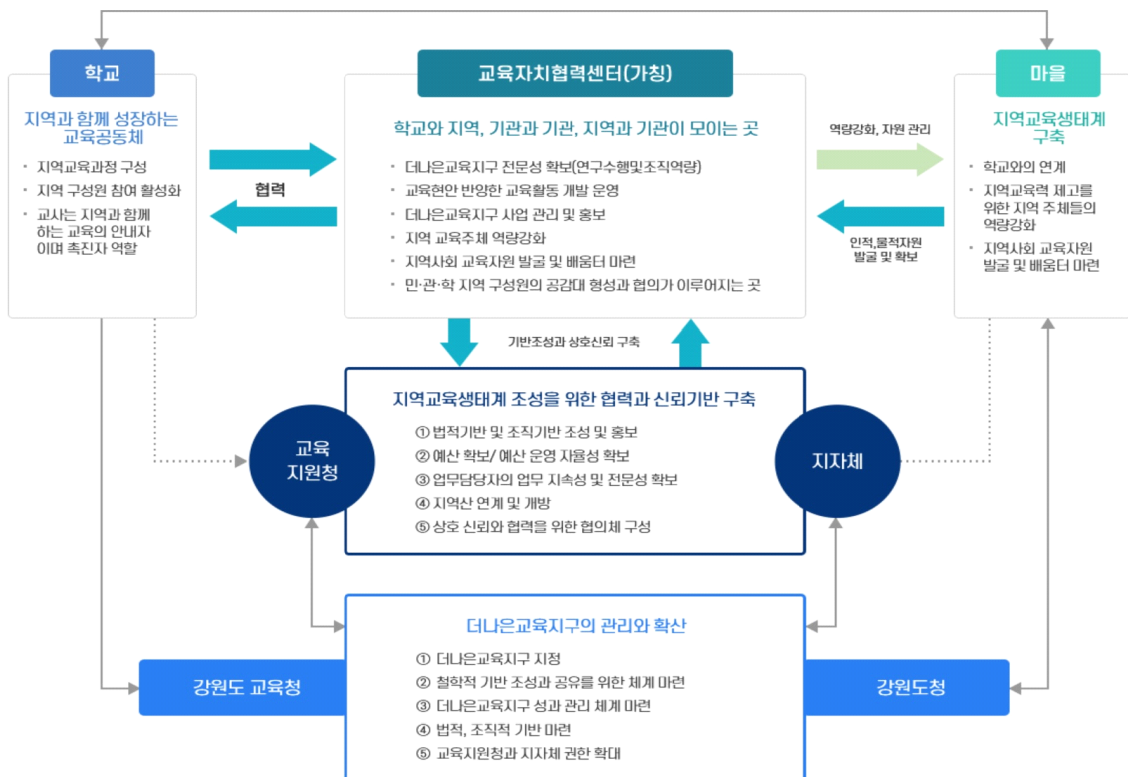 학교
지역과 함께 성장하는
교육공동체
· 지역교육과정 구성
· 지역 구성원 참여 활성화
· 교사는 지역과 함께
하는 교육의 안내자
이며 촉진자 역할
협력
교육자치협력센터(가칭)
학교와 지역, 기관과 기관, 지역과 기관이 모이는 곳
· 더나은교육지구 전문성 확보(연구수행및조직역량)
· 교육현안 반양한 교육활동 개발 운영
· 더나은교육지구 사업 관리 및 홍보
· 지역 교육주체 역량강화
· 지역사회 교육자원 발굴 및 배움터 마련
· 민·관·학 지역 구성원의 공감대 형성과 협의가 이루어지는 곳
역량강화, 자원 관리
인적,물적자원
발굴 및 확보
마을
지역교육생태계
구축
· 학교와의 연계
· 지역교육력 제고를
위한 지역 주체들의
역량강화
· 지역사회 교육자원
발굴 및 배움터 마련
기반조성과 상호신뢰 구축
교육
지원청
지역교육생태계 조성을 위한 협력과 신뢰기반 구축
① 법적기반 및 조직기반 조성 및 홍보
② 예산 확보/ 예산 운영 자율성 확보
③ 업무담당자의 업무 지속성 및 전문성 확보
④ 지역산 연계 및 개방
⑤ 상호 신뢰와 협력을 위한 협의체 구성
지자체
강원도 교육청
더나은교육지구의 관리와 확산
① 더나은교육지구 지정
② 철학적 기반 조성과 공유를 위한 체계 마련
③ 더나은교육지구 성과 관리 체계 마련
④ 법적, 조직적 기반 마련
⑤ 교육지원청과 지자체 권한 확대
강원도청